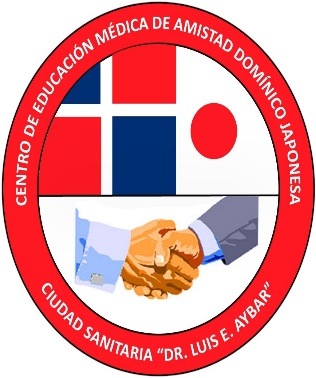 CENTRO DE EDUCACIÓN MÉDICA DE AMISTAD DOMÍNICO JAPONESA
CIUDAD SANITARIA “DR. LUIS E. AYBAR”